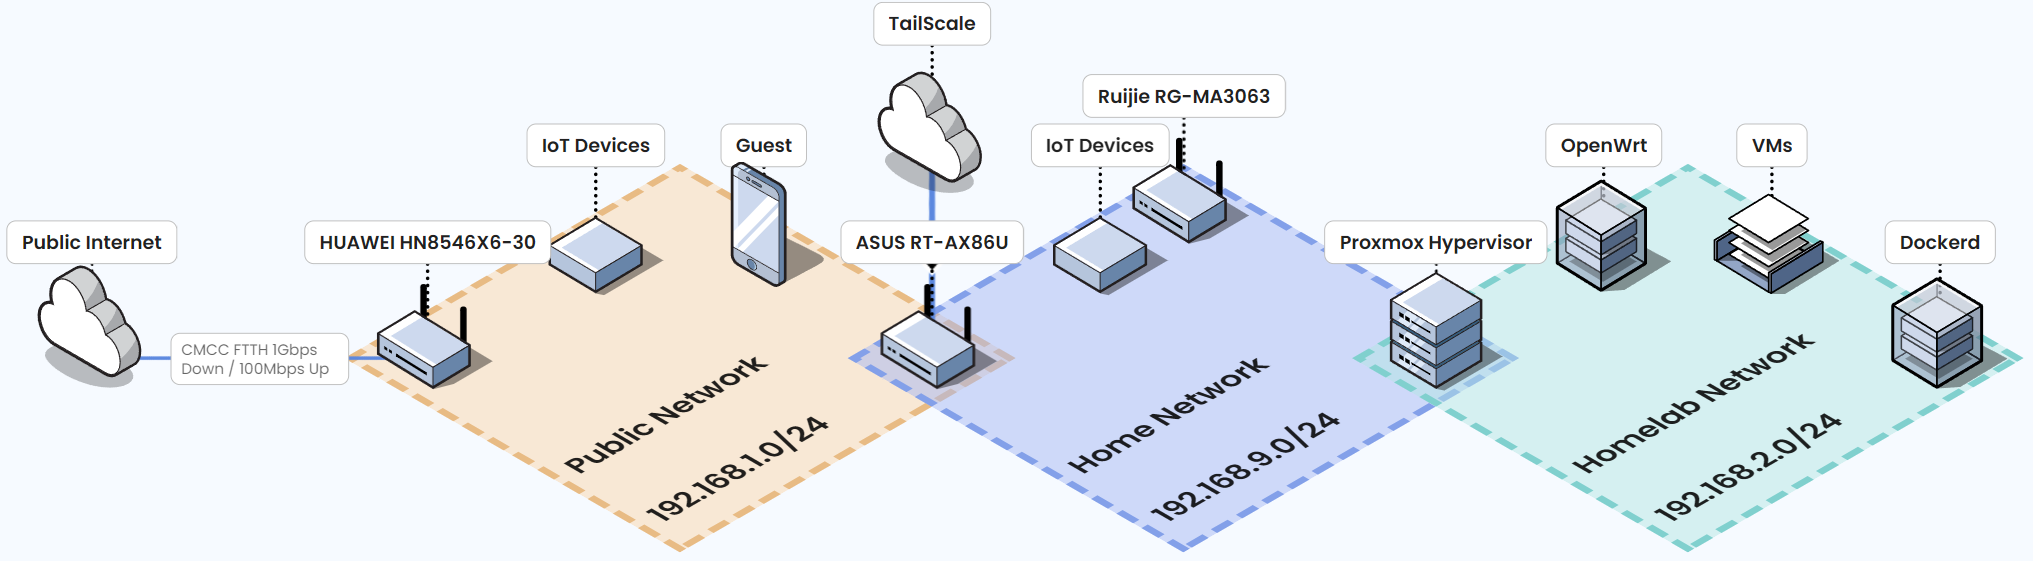 TailScale
Ruijie RG-MA3063
IoT Devices
Guest
IoT Devices
OpenWrt
VMs
Public Internet
HUAWEI HN8546X6-30
ASUS RT-AX86U
Proxmox Hypervisor
Dockerd
CMCC FTTH 1Gbps
Down / 100Mbps Up
Public Network
192.168.1.0/24
Home Network
192.168.9.0/24
Homelab Network
192.168.2.0/24